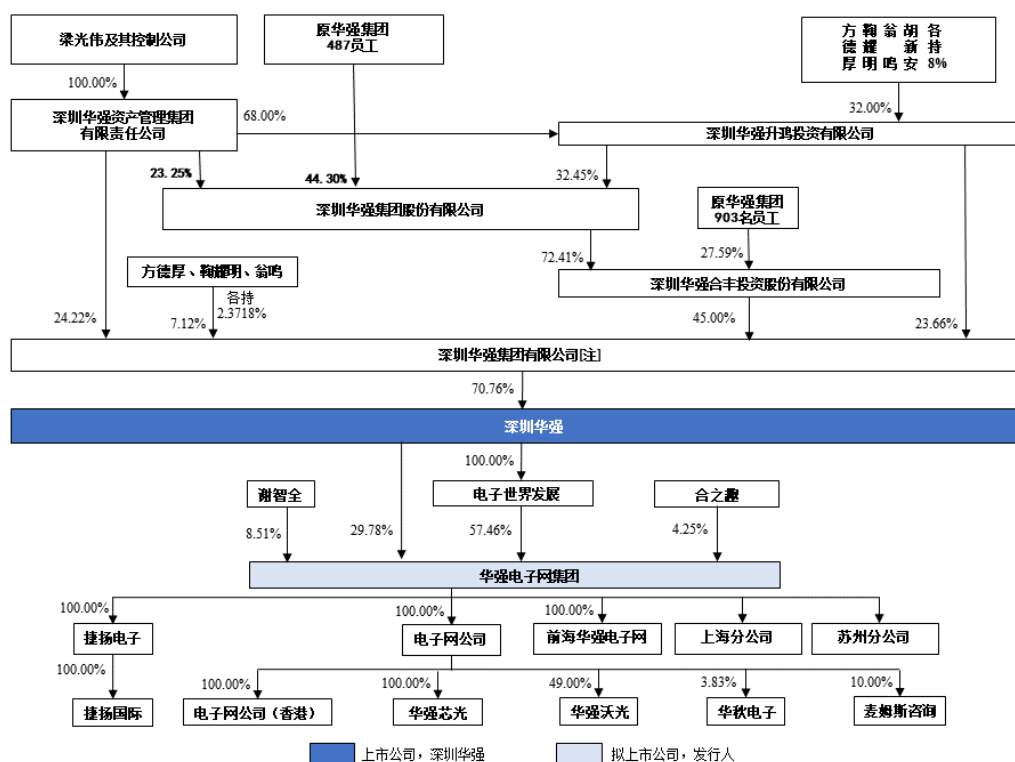 梁光伟及其控制公司
原华强集团
487员工
方 鞠 翁 胡 各
德 耀 新 持
厚 明 鸣 安 8%
100.00%
深圳华强资产管理集团
有限责任公司
68.00%
32.00%
深圳华强升鸿投资有限公司
23.25%
44.30%
32.45%
深圳华强集团股份有限公司
原华强集团
903名员工
72.41%
27.59%
方德厚、鞠耀明、翁鸣
深圳华强合丰投资股份有限公司
各持
2.3718%
24.22%
7.12%
45.00%
23.66%
深圳华强集团有限公司[注]
70.76%
深圳华强
100.00%
谢智全
电子世界发展
合之趣
8.51%
29.78%
57.46%
4.25%
华强电子网集团
100.00%
100.00%
100.00%
捷扬电子
电子网公司
前海华强电子网
上海分公司
苏州分公司
100.00%
100.00%
100.00%
49.00%
3.83%
10.00%
捷扬国际
电子网公司（香港）
华强芯光
华强沃光
华秋电子
麦姆斯咨询
上市公司，深圳华强
拟上市公司，发行人